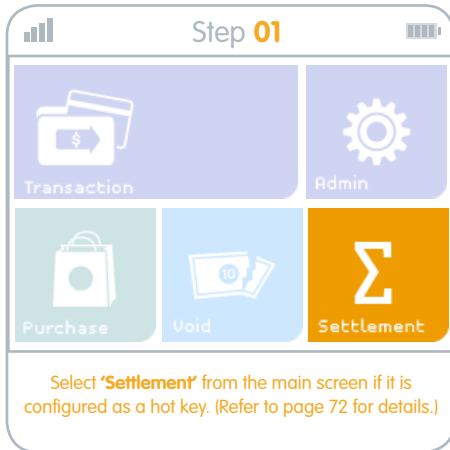 Step 01
$
Transaction
Admin
10
Purchase
Void
Σ
Settlement
Select ‘Settlement’ from the main screen if it is
configured as a hot key. (Refer to page 72 for details.)